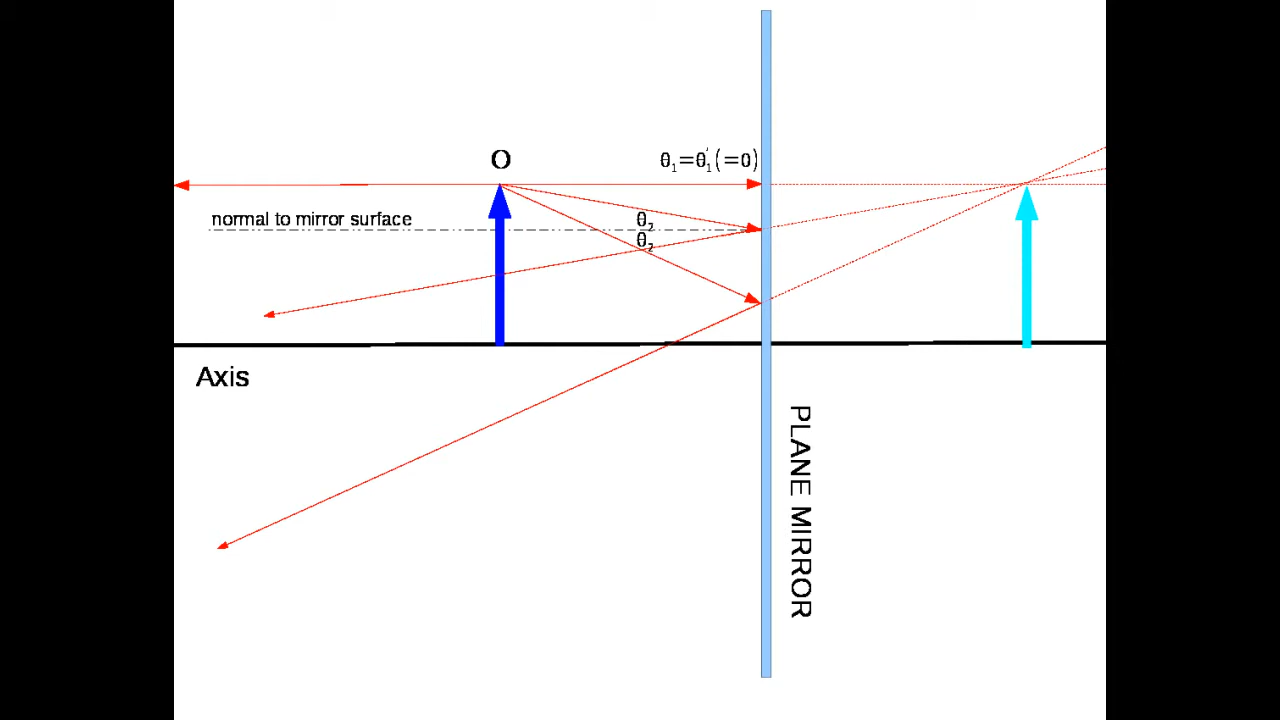 O
θ₁=θ₁′(=0)
normal to mirror surface
θ₂
θ₂
Axis
PLANE MIRROR